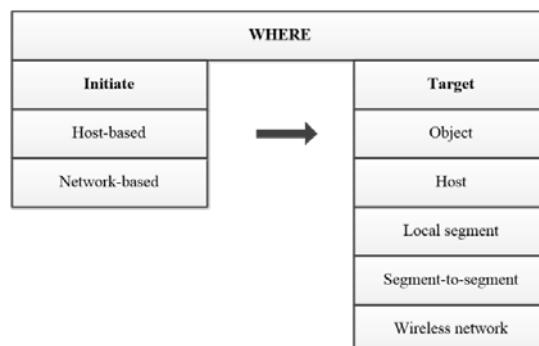 WHERE
Initiate
Target
Host-based
Object
Network-based
Host
Local segment
Segment-to-segment
Wireless network